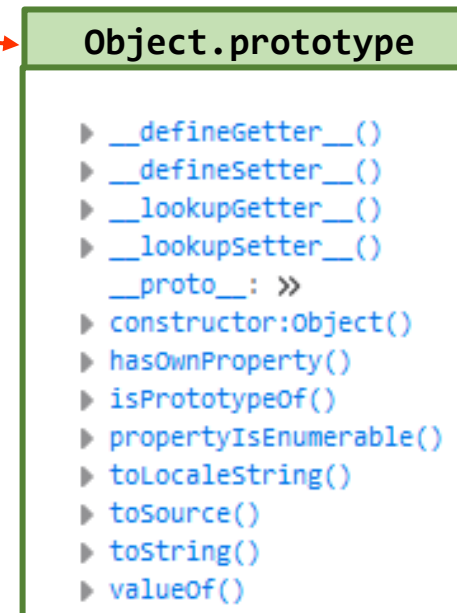 Object.prototype
__defineGetter__()
__defineSetter__()
__lookupGetter__()
__lookupSetter__()
__proto__: »
constructor:Object()
hasOwnProperty()
isPrototypeOf()
propertyIsEnumerable()
toLocaleString()
toSource()
toString()
valueOf()